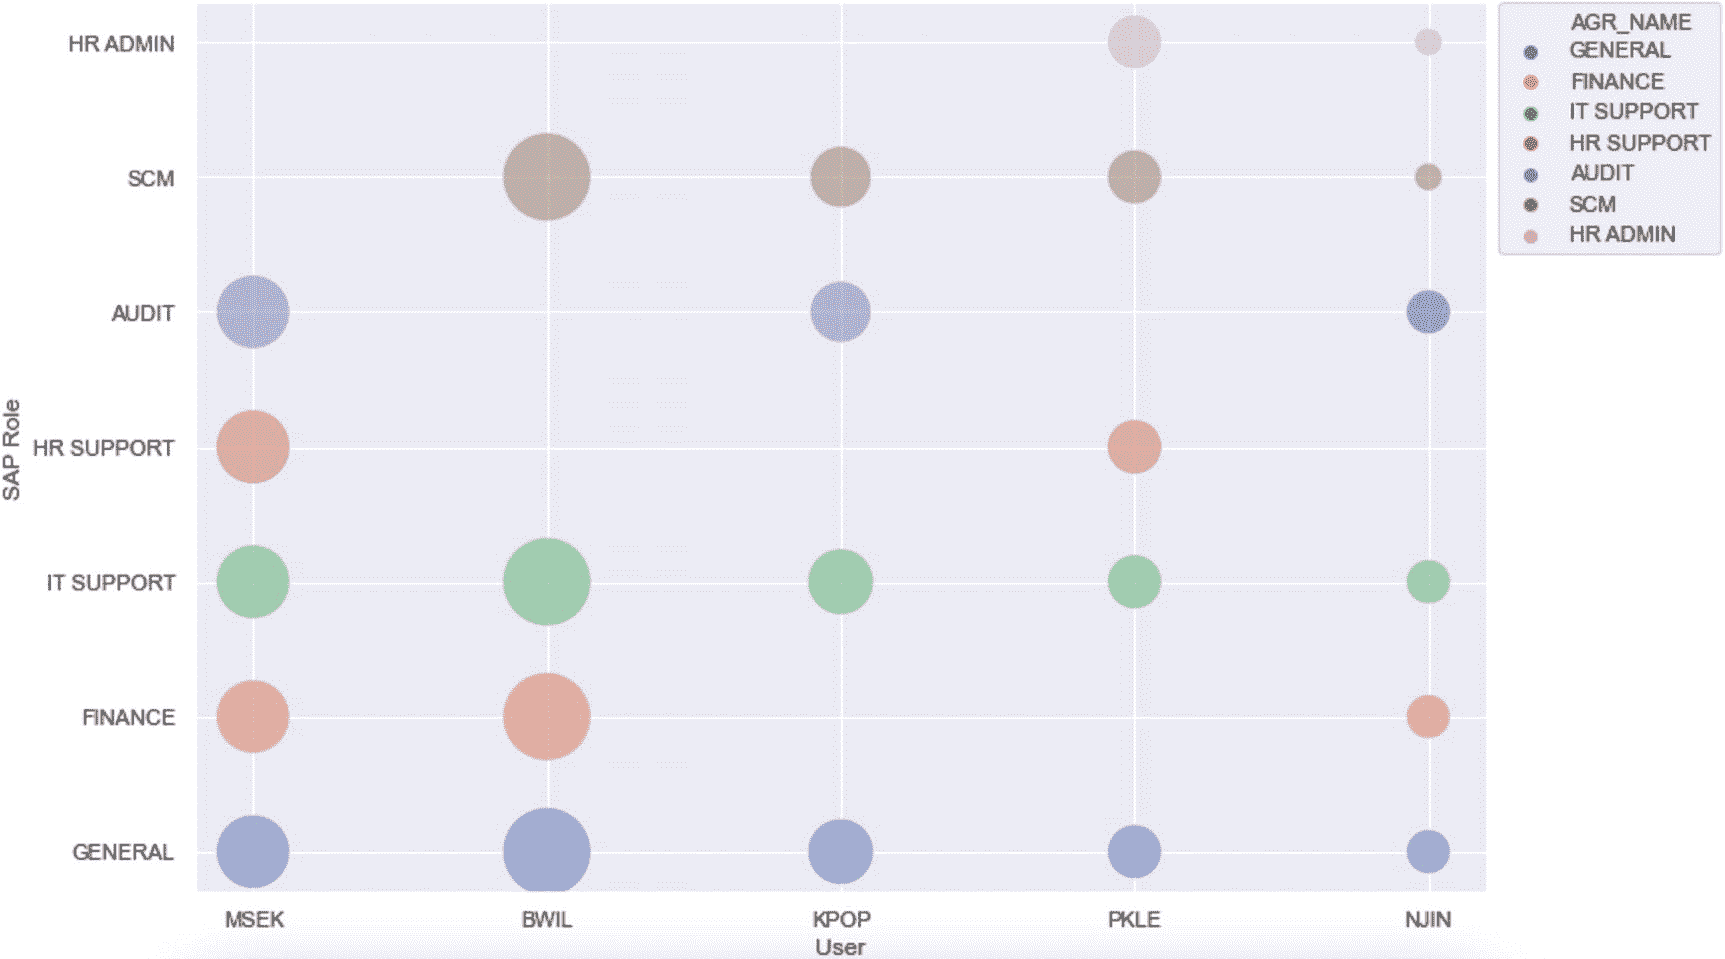 HR ADMIN
SCM
AUDIT
HR SUPPORT
IT SUPPORT
FINANCE
GENERAL
SAP Role
MSEK
BWIL
KPOP
PKLE
NJIN
User
AGR_NAME
GENERAL
FINANCE
IT SUPPORT
HR SUPPORT
AUDIT
SCM
HR ADMIN